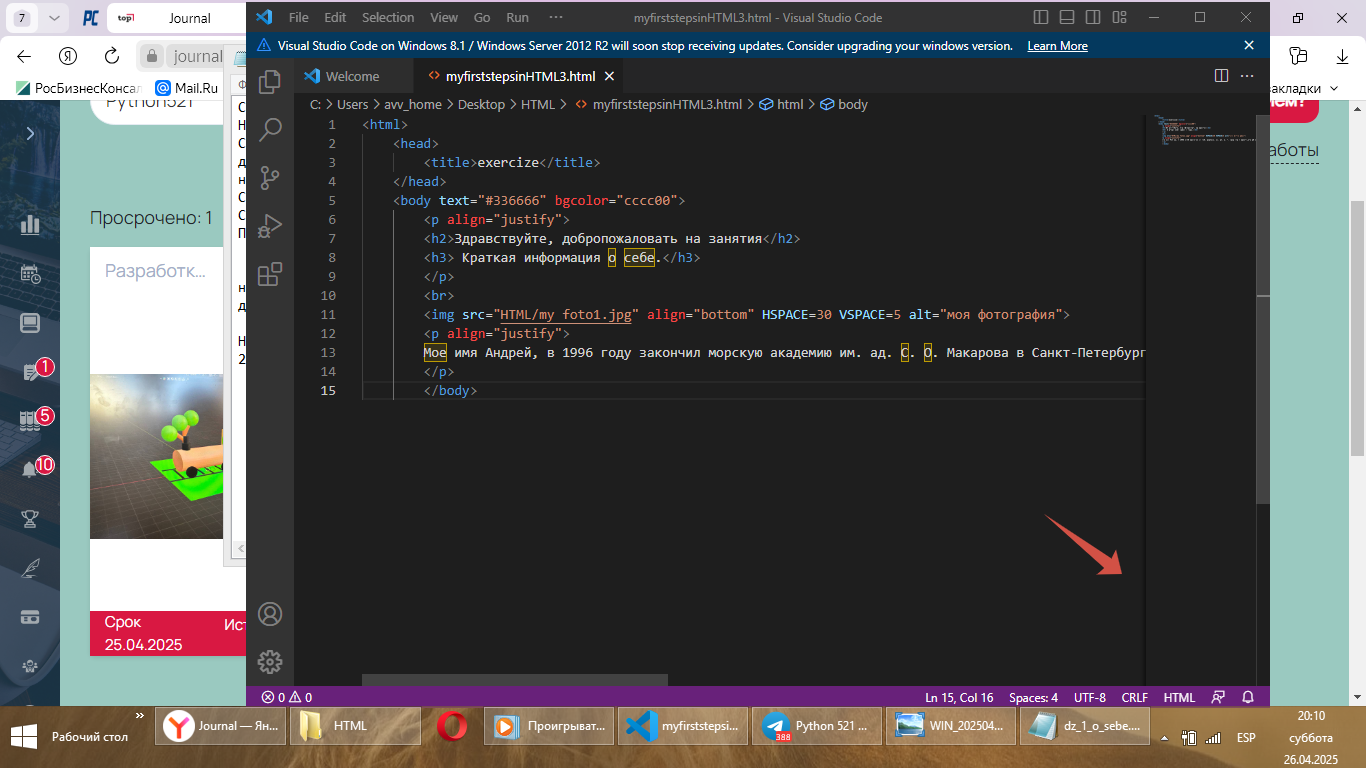 7
PC
top1
Journal
File Edit Selection View Go Run ···
myfirststepsinHTML3.html - Visual Studio Code
Visual Studio Code on Windows 8.1 / Windows Server 2012 R2 will soon stop receiving updates. Consider upgrading your windows version. Learn More
journal
РосБизнесКонсал
Mail.Ru
Welcome
myfirststepsinHTML3.html
Python521
C: > Users > avv_home > Desktop > HTML > myfirststepsinHTML3.html > html > body
1 <html>
2 <head>
3 <title>exercize</title>
4 </head>
5 <body text="#336666" bgcolor="cccc00">
6 <p align="justify">
7 <h2>Здравствуйте, добропожаловать на занятия</h2>
8 <h3> Краткая информация о себе.</h3>
9 </p>
10 <br>
11 <img src="HTML/my foto1.jpg" align="bottom" HSPACE=30 VSPACE=5 alt="моя фотография">
12 <p align="justify">
13 Мое имя Андрей, в 1996 году закончил морскую академию им. ад. С. О. Макарова в Санкт-Петербург
14 </p>
15 </body>
закладки
аботы
Просрочено: 1
Разработк...
1
5
10
Срок
25.04.2025
Ист
0 0
Ln 15, Col 16 Spaces: 4 UTF-8 CRLF HTML
Рабочий стол
»
Journal — Ян...
HTML
Проигрыват...
myfirststepsi...
Python 521 ...
388
WIN_202504...
dz_1_o_sebe....
ESP
20:10
суббота
26.04.2025